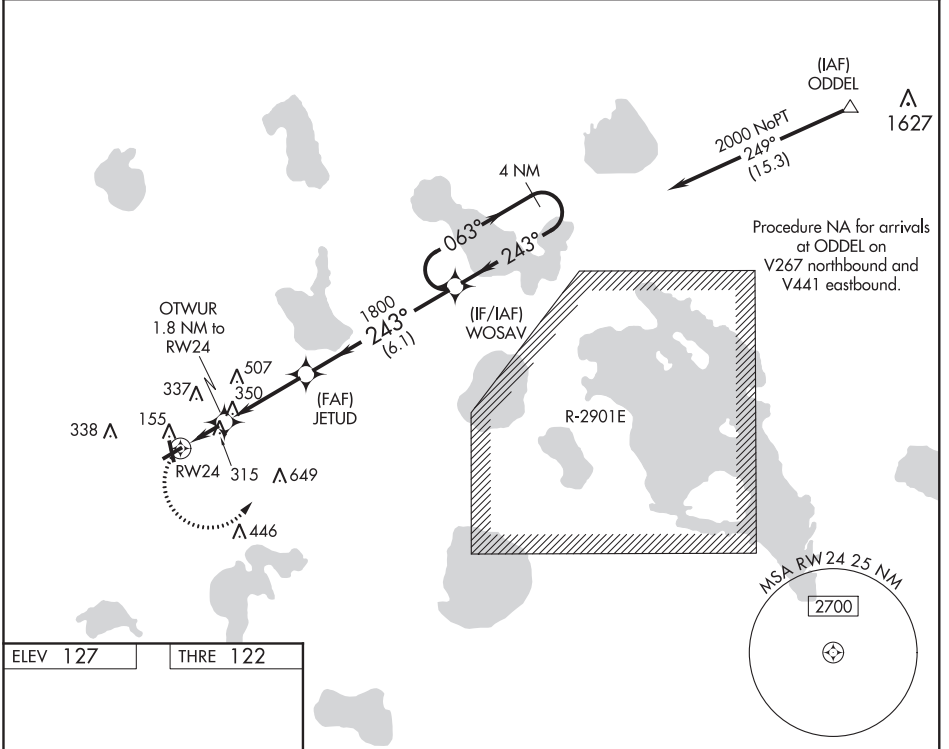 (IAF)
ODDEL
1627
2000 NoPT
249°
(15.3)
4 NM
063°
243°
Procedure NA for arrivals
at ODDEL on
V267 northbound and
V441 eastbound.
(IF/IAF)
WOSAV
1800
243°
(6.1)
OTWUR
1.8 NM to
RW24
(FAF)
JETUD
507
337
350
338
155
RW24
315
649
446
R-2901E
MSA RW24 25 NM
2700
ELEV 127
THRE 122